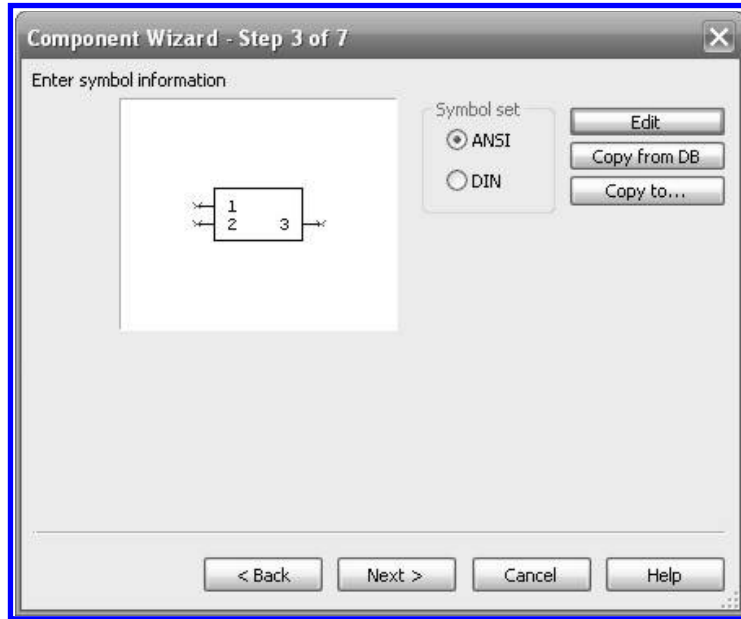 Component Wizard - Step 3 of 7
Enter symbol information
1
2 3
Symbol set
ANSI
DIN
Edit
Copy from DB
Copy to...
< Back Next > Cancel Help